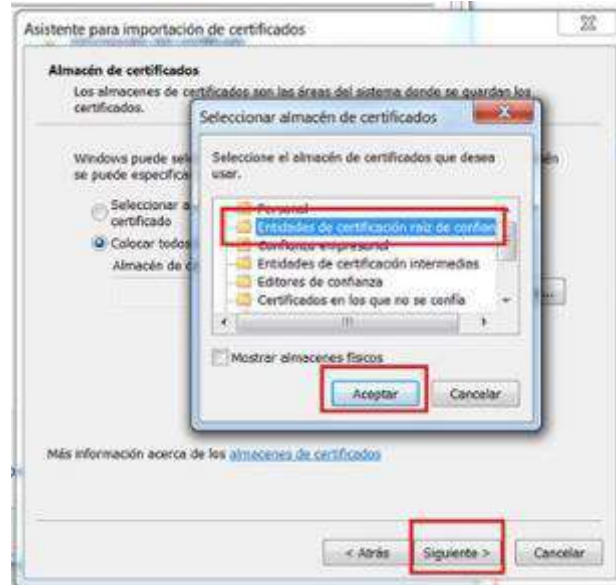 Asistente para importación de certificados
Almacén de certificados
Los almacenes de certificados son las áreas del sistema donde se guardan los
certificados.
Windows puede sele
se puede especifica
Seleccionar a
certificado
Colocar todos
Almacén de c
Seleccionar almacén de certificados
Seleccione el almacén de certificados que desea
usar.
Personal
Entidades de certificación raíz de confian
Confianza empresarial
Entidades de certificación intermedias
Editores de confianza
Certificados en los que no se confía
Mostrar almacenes físicos
Aceptar
Cancelar
Más información acerca de los almacenes de certificados
< Atrás
Siguiente >
Cancelar